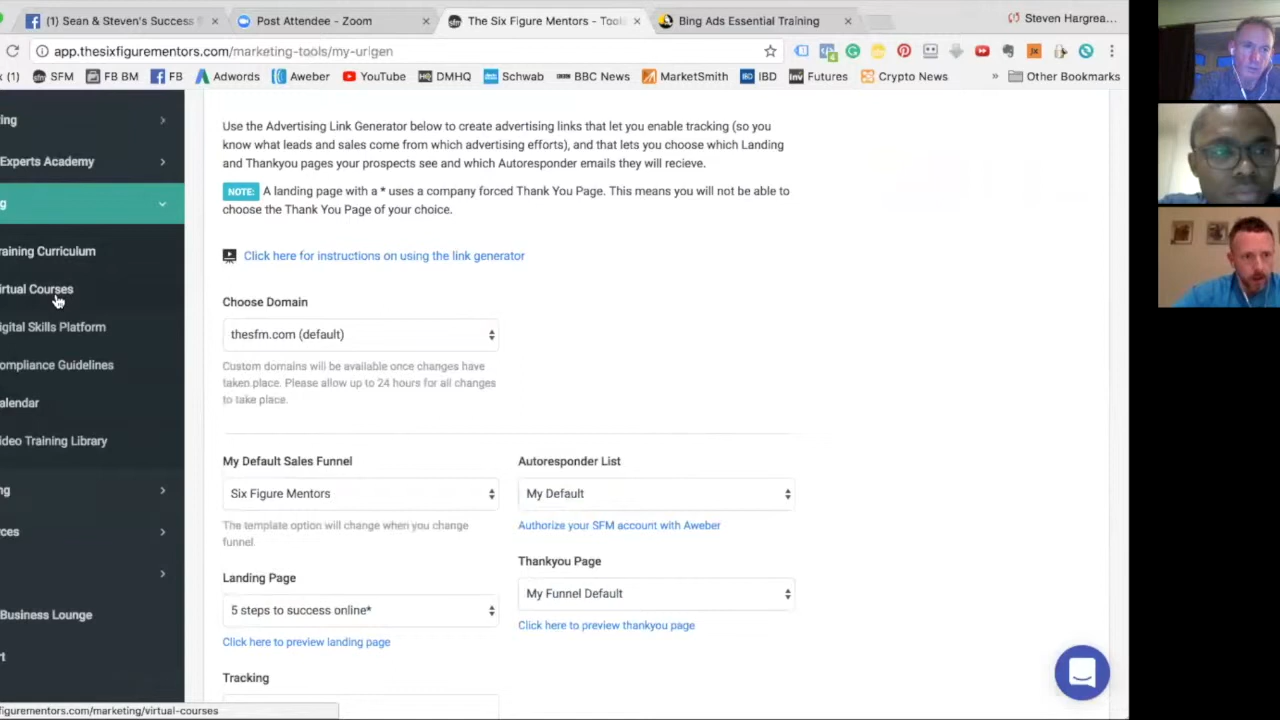 (1) Sean & Steven's Success
Post Attendee - Zoom
The Six Figure Mentors - Tool
Bing Ads Essential Training
Steven Hargrea...
app.thesixfigurementors.com/marketing-tools/my-urlgen
(1) SFM FB BM FB Adwords Aweber YouTube DMHQ Schwab BBC News MarketSmith IBD Futures Crypto News » Other Bookmarks
Experts Academy
raining Curriculum
irtual Courses
igital Skills Platform
ompliance Guidelines
alendar
ideo Training Library
Business Lounge
Use the Advertising Link Generator below to create advertising links that let you enable tracking (so you
know what leads and sales come from which advertising efforts), and that lets you choose which Landing
and Thankyou pages your prospects see and which Autoresponder emails they will recieve.
NOTE: A landing page with a * uses a company forced Thank You Page. This means you will not be able to
choose the Thank You Page of your choice.
Click here for instructions on using the link generator
Choose Domain
thesfm.com (default)
Custom domains will be available once changes have
taken place. Please allow up to 24 hours for all changes
to take place.
My Default Sales Funnel
Six Figure Mentors
The template option will change when you change
funnel.
Landing Page
5 steps to success online*
Click here to preview landing page
Tracking
Autoresponder List
My Default
Authorize your SFM account with Aweber
Thankyou Page
My Funnel Default
Click here to preview thankyou page
figurementors.com/marketing/virtual-courses